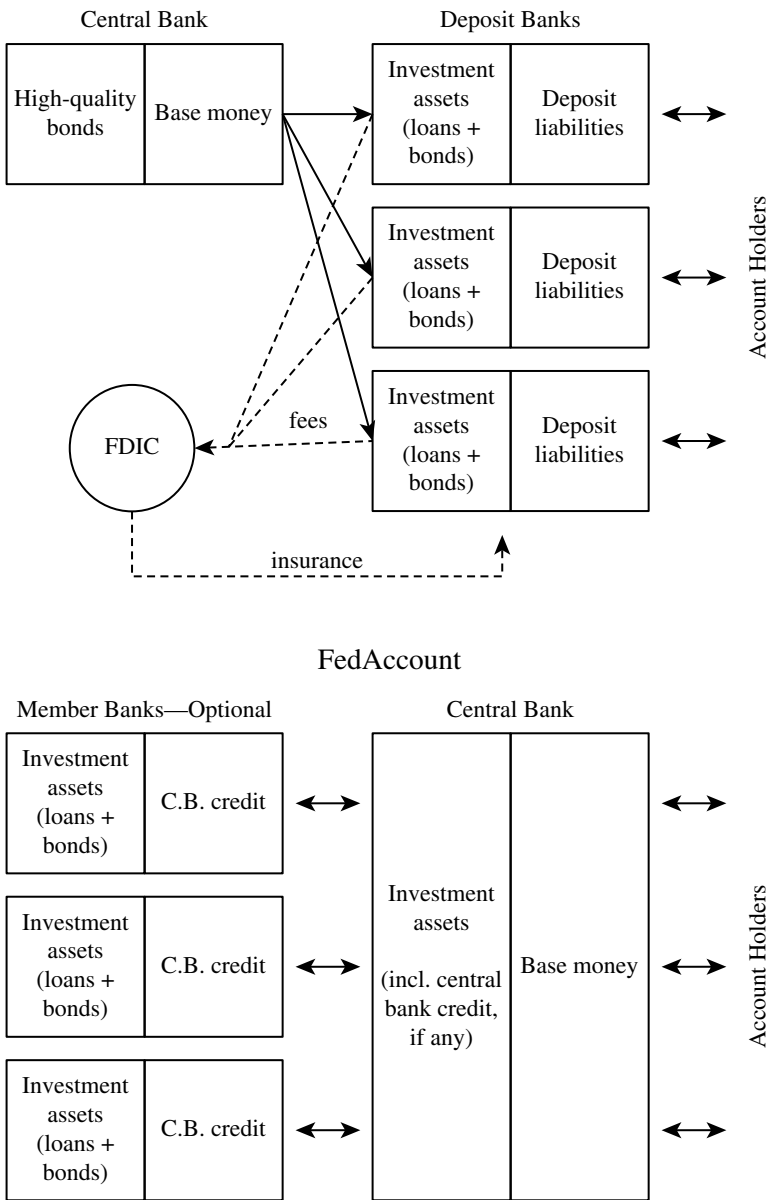 Central Bank
Deposit Banks
High-quality
bonds
Base money
Investment
assets
(loans +
bonds)
Deposit
liabilities
Investment
assets
(loans +
bonds)
Deposit
liabilities
Investment
assets
(loans +
bonds)
Deposit
liabilities
Account Holders
FDIC
fees
insurance
FedAccount
Member Banks—Optional
Central Bank
Investment
assets
(loans +
bonds)
C.B. credit
Investment
assets
(loans +
bonds)
C.B. credit
Investment
assets
(loans +
bonds)
C.B. credit
Investment
assets
(incl. central
bank credit,
if any)
Base money
Account Holders